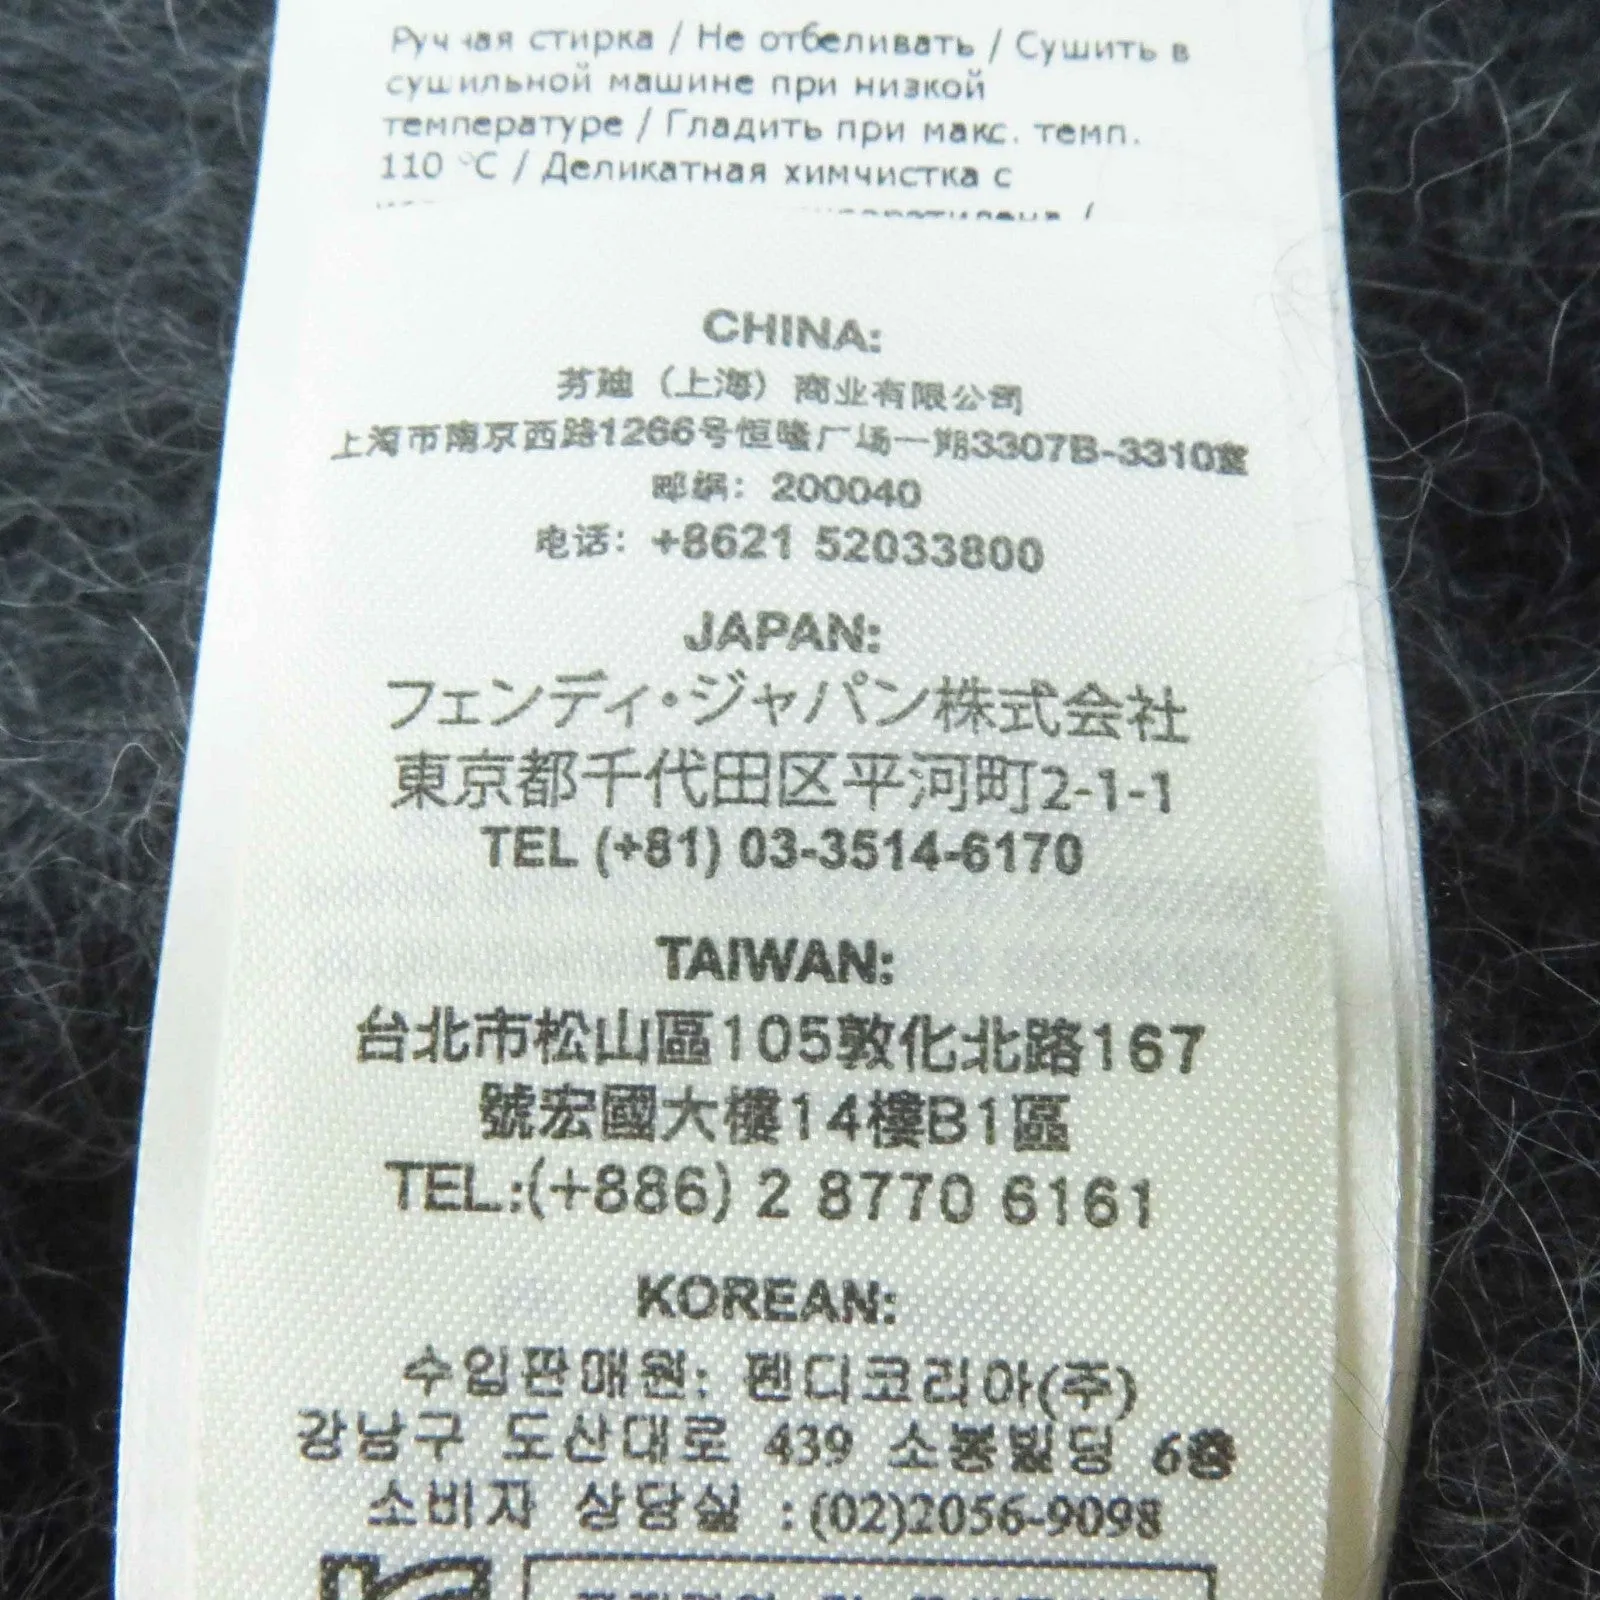 Ручная стирка / Не отбеливать / Сушить в
сушильной машине при низкой
температуре / Гладить при макс. темп.
110 °C / Деликатная химчистка с
CHINA:
芬迪（上海）商业有限公司
上海市南京西路1266号恒隆广场一期3307B-3310室
邮编：200040
电话：+8621 52033800
JAPAN:
フェンディ・ジャパン株式会社
東京都千代田区平河町2-1-1
TEL (+81) 03-3514-6170
TAIWAN:
台北市松山區105敦化北路167
號宏國大樓14樓B1區
TEL.:(+886) 2 8770 6161
KOREAN:
수입판매원: 펜디코리아(주)
강남구 도산대로 439 소봉빌딩 6층
소비자 상담실 :(02)2056-9098